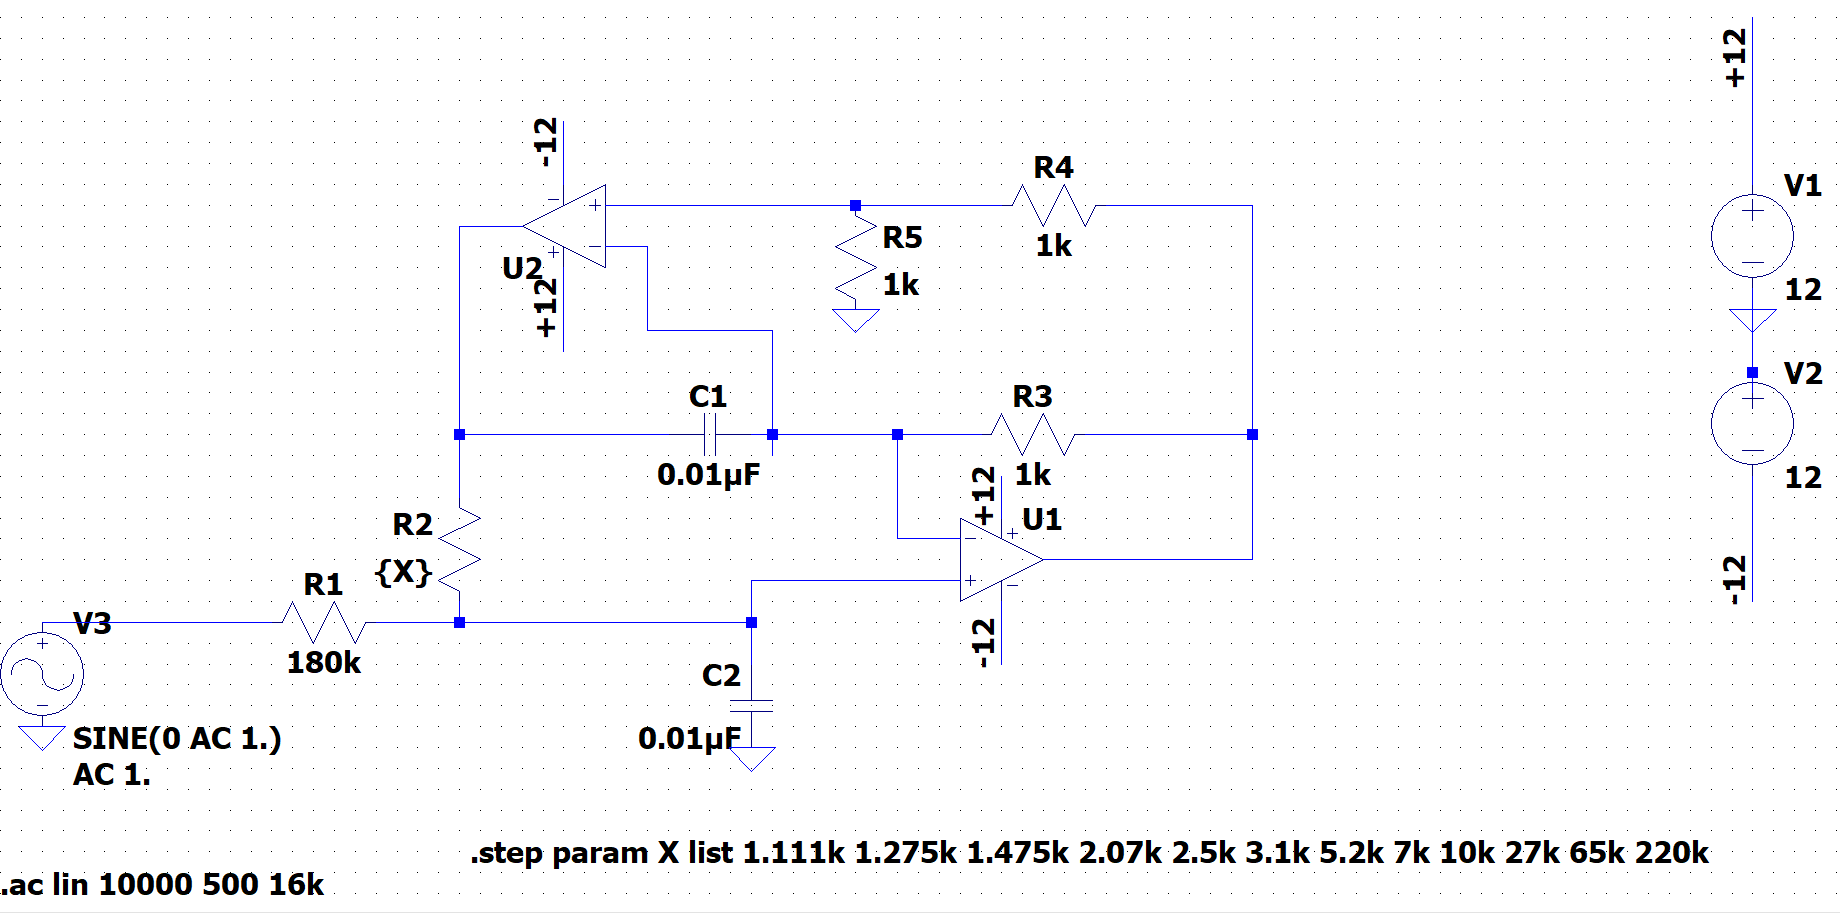 +12
V1
12
V2
12
-12
-12
U2
+12
R4
1k
R5
1k
C1
0.01µF
R3
1k
+12
U1
-12
R2
{X}
R1
180k
V3
SINE(0 AC 1.)
AC 1.
C2
0.01µF
.step param X list 1.111k 1.275k 1.475k 2.07k 2.5k 3.1k 5.2k 7k 10k 27k 65k 220k
.ac lin 10000 500 16k